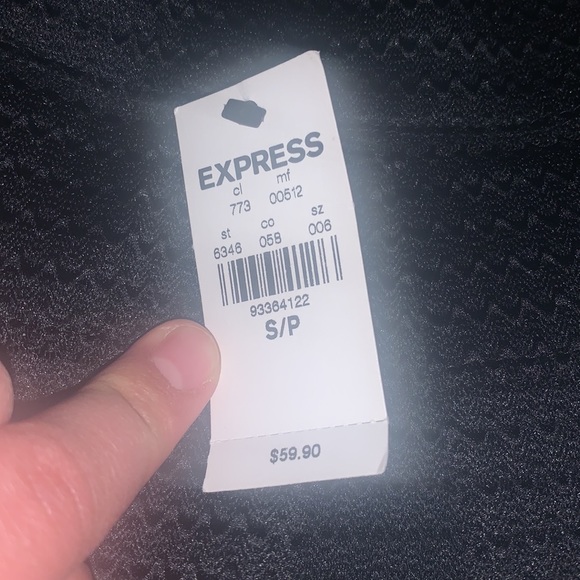 EXPRESS
cl mf
773 00512
st co sz
6346 058 006
93364122
S/P
$59.90